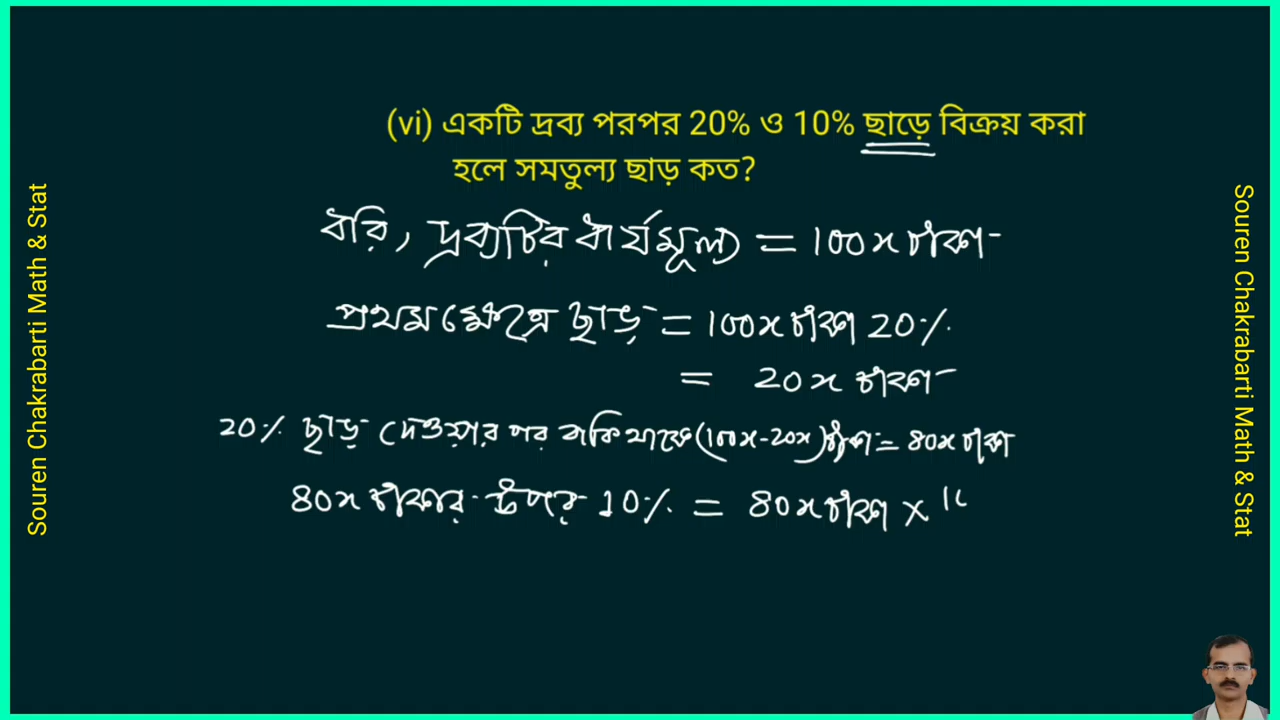 (vi) একটি দ্রব্য পরপর 20% ও 10% ছাড়ে বিক্রয় করা
হলে সমতুল্য ছাড় কত?
ধরি, দ্রব্যটির ধার্যমূল্য = 100x টাকা
প্রথম ক্ষেত্রে ছাড় = 100x টাকা 20%
= 20x টাকা
20% ছাড় দেওয়ার পর বাকি থাকে (100x-20x) টাকা = 80x টাকা
80x টাকার উপরে 10% = 80x টাকা × 1
Souren Chakrabarti Math & Stat
Souren Chakrabarti Math & Stat